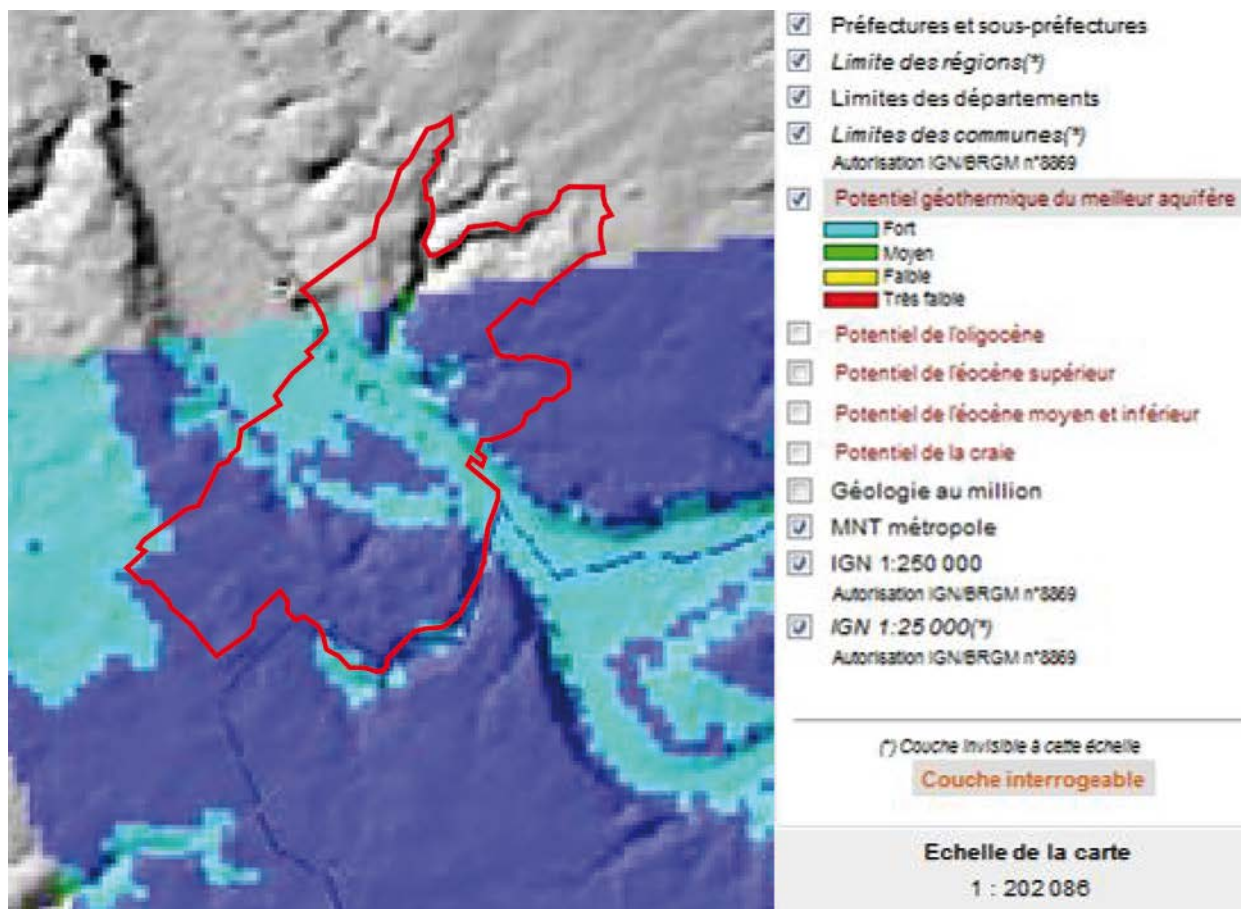 Préfectures et sous-préfectures
Limite des régions(*)
Limites des départements
Limites des communes(*)
Autorisation IGN/BRGM n°8869
Potentiel géothermique du meilleur aquifère
Fort
Moyen
Faible
Très faible
Potentiel de l'oligocène
Potentiel de l'éocène supérieur
Potentiel de l'éocène moyen et inférieur
Potentiel de la craie
Géologie au million
MNT métropole
IGN 1:250 000
Autorisation IGN/BRGM n°8869
IGN 1:25 000(*)
Autorisation IGN/BRGM n°8869
(*) Couche invisible à cette échelle
Couche interrogeable
Echelle de la carte
1 : 202 086